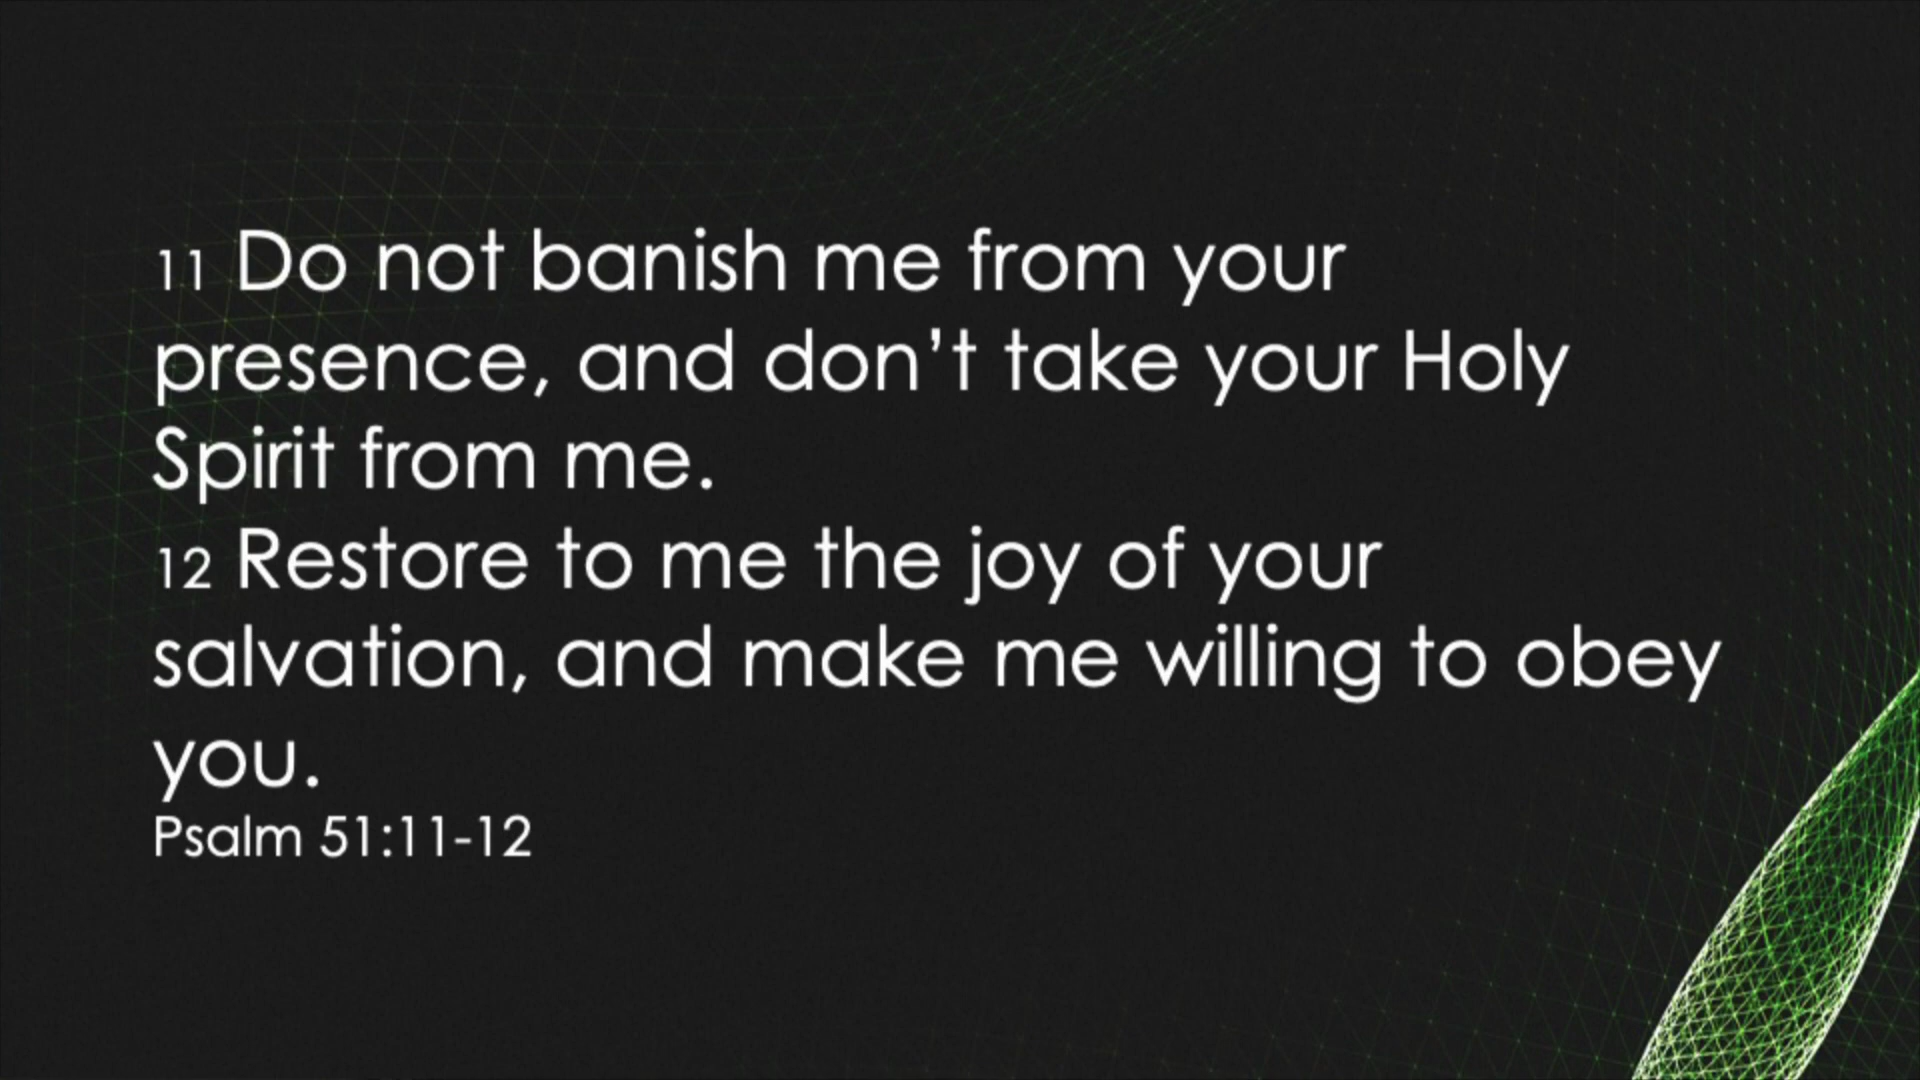 11 Do not banish me from your
presence, and don’t take your Holy
Spirit from me.
12 Restore to me the joy of your
salvation, and make me willing to obey
you.
Psalm 51:11-12